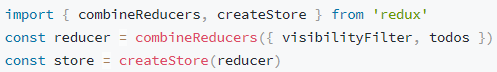 import { combineReducers, createStore } from 'redux'
const reducer = combineReducers({ visibilityFilter, todos })
const store = createStore(reducer)